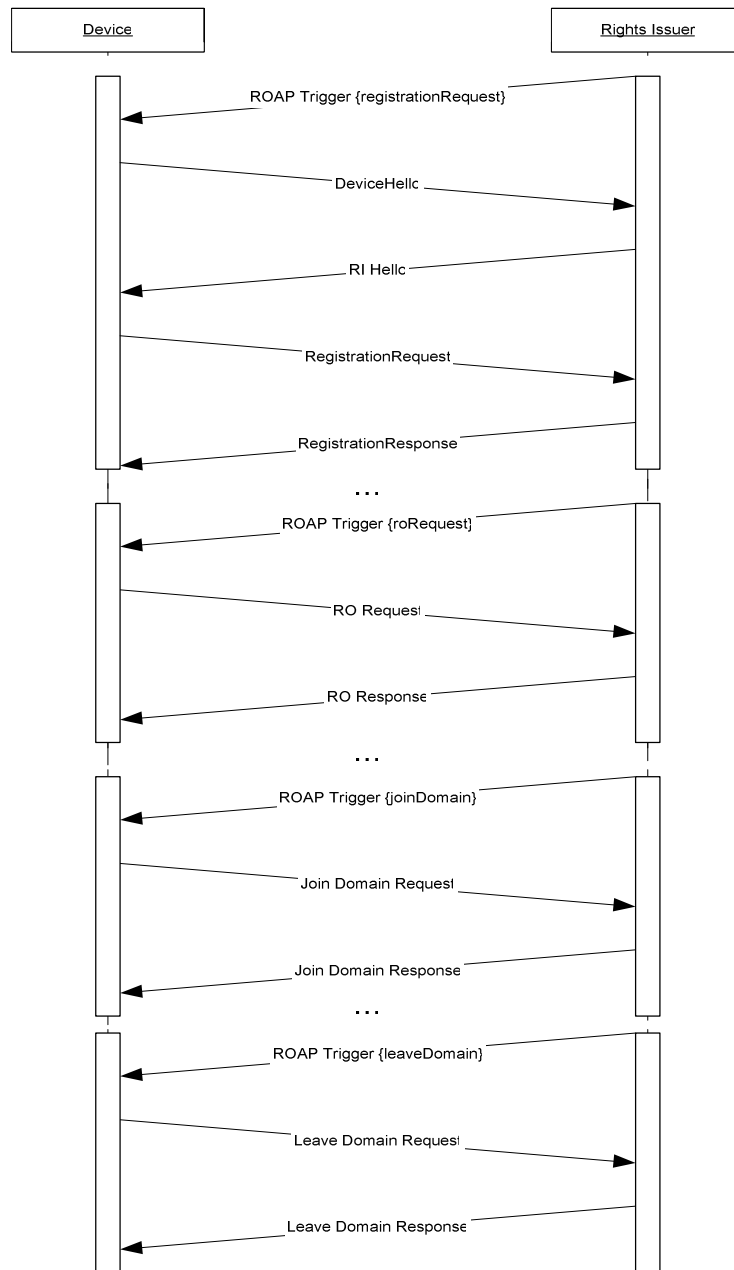 Device
Rights Issuer
ROAP Trigger {registrationRequest}
DeviceHello
RI Hello
RegistrationRequest
RegistrationResponse
...
ROAP Trigger {roRequest}
RO Request
RO Response
...
ROAP Trigger {joinDomain}
Join Domain Request
Join Domain Response
...
ROAP Trigger {leaveDomain}
Leave Domain Request
Leave Domain Response